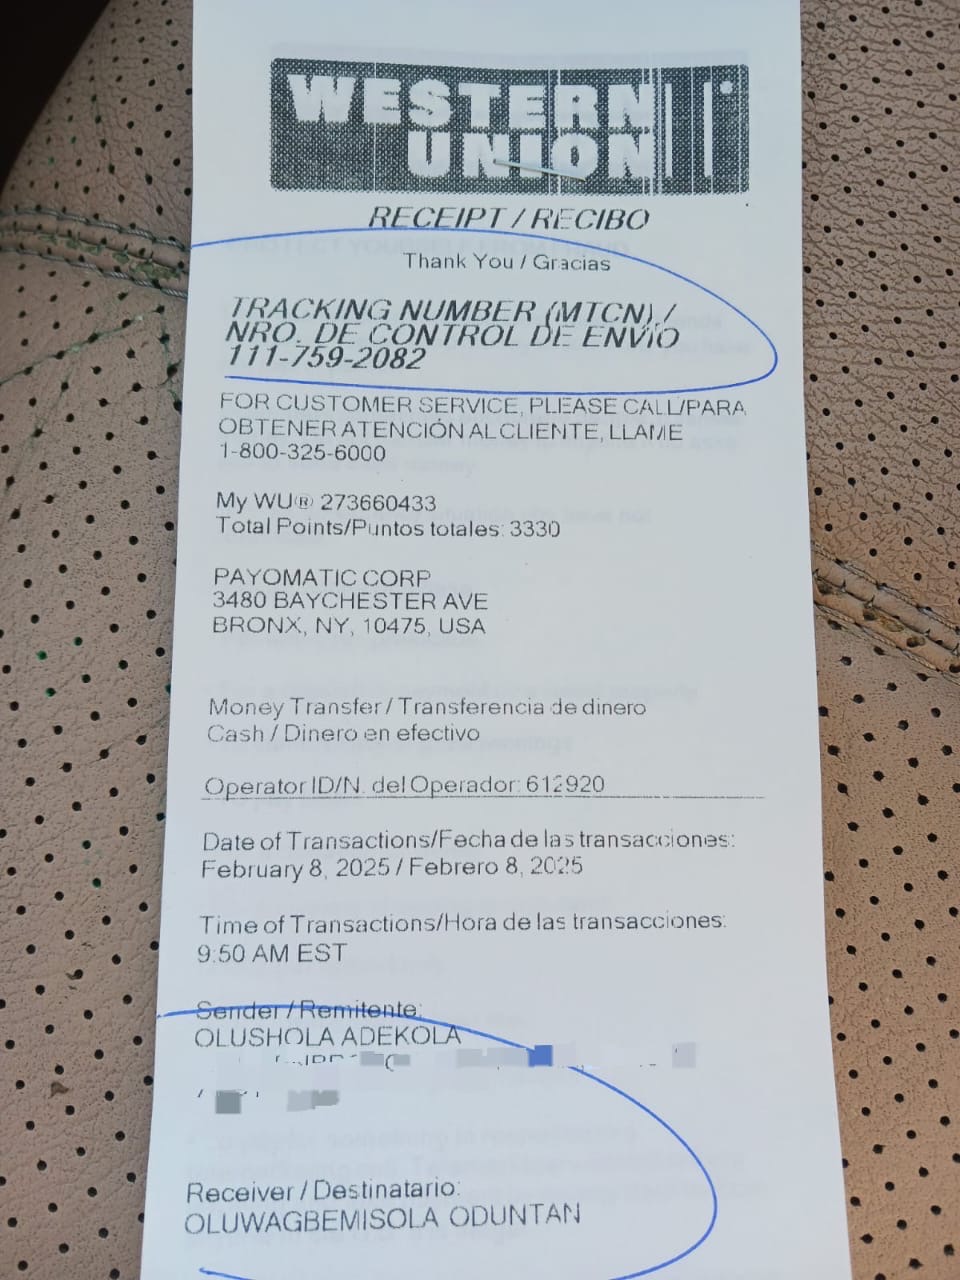 WESTERN
UNION
RECEIPT / RECIBO
Thank You / Gracias
TRACKING NUMBER (MTCN) /
NRO. DE CONTROL DE ENVIO
111-759-2082
FOR CUSTOMER SERVICE, PLEASE CALL/PARA
OBTENER ATENCIÓN AL CLIENTE, LLAME
1-800-325-6000
My WU® 273660433
Total Points/Puntos totales: 3330
PAYOMATIC CORP
3480 BAYCHESTER AVE
BRONX, NY, 10475, USA
Money Transfer / Transferencia de dinero
Cash / Dinero en efectivo
Operator ID/N. del Operador: 612920
Date of Transactions/Fecha de las transacciones:
February 8, 2025 / Febrero 8, 2025
Time of Transactions/Hora de las transacciones:
9:50 AM EST
Sender / Remitente:
OLUSHOLA ADEKOLA
Receiver / Destinatario:
OLUWAGBEMISOLA ODUNTAN